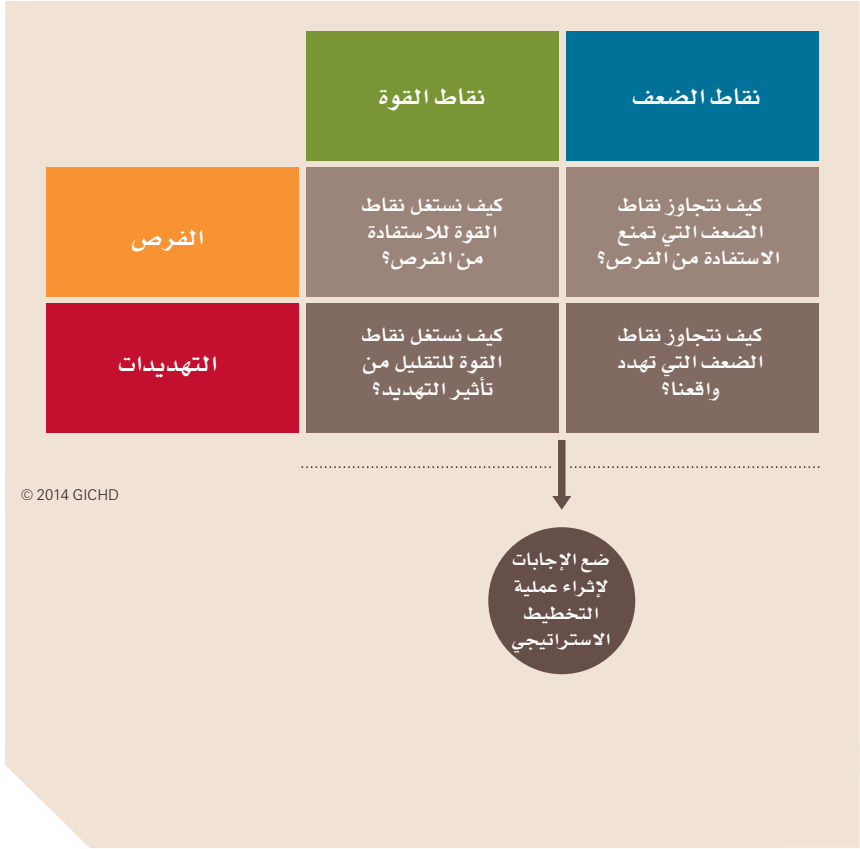 نقاط الضعف
نقاط القوة
الفرص
كيف نتجاوز نقاط
الضعف التي تمنع
الاستفادة من الفرص؟
كيف نستغل نقاط
القوة للاستفادة
من الفرص؟
التهديدات
كيف نتجاوز نقاط
الضعف التي تهدد
واقعنا؟
كيف نستغل نقاط
القوة للتقليل من
تأثير التهديد؟
© 2014 GICHD
ضع الإجابات
لإثراء عملية
التخطيط
الاستراتيجي